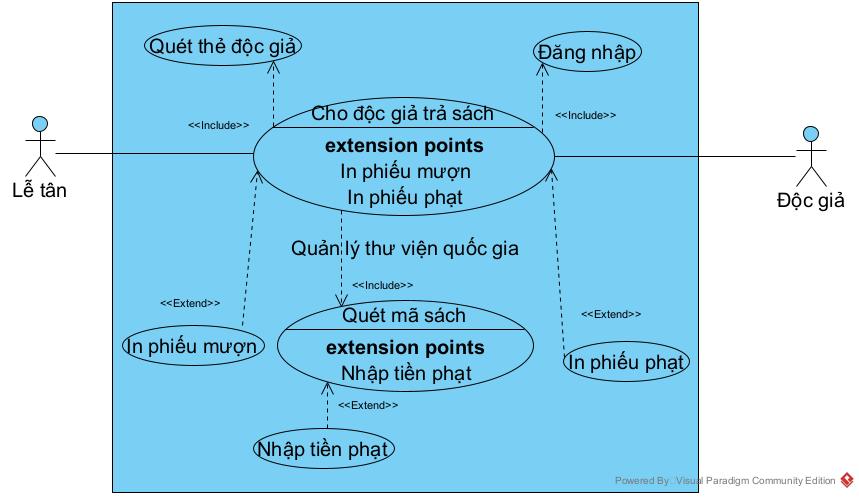 Quét thẻ độc giả
Đăng nhập
<<Include>>
<<Include>>
Cho độc giả trả sách
extension points
In phiếu mượn
In phiếu phạt
Lễ tân
Độc giả
Quản lý thư viện quốc gia
<<Include>>
<<Extend>>
<<Extend>>
Quét mã sách
extension points
Nhập tiền phạt
In phiếu mượn
In phiếu phạt
<<Extend>>
Nhập tiền phạt
Powered By Visual Paradigm Community Edition